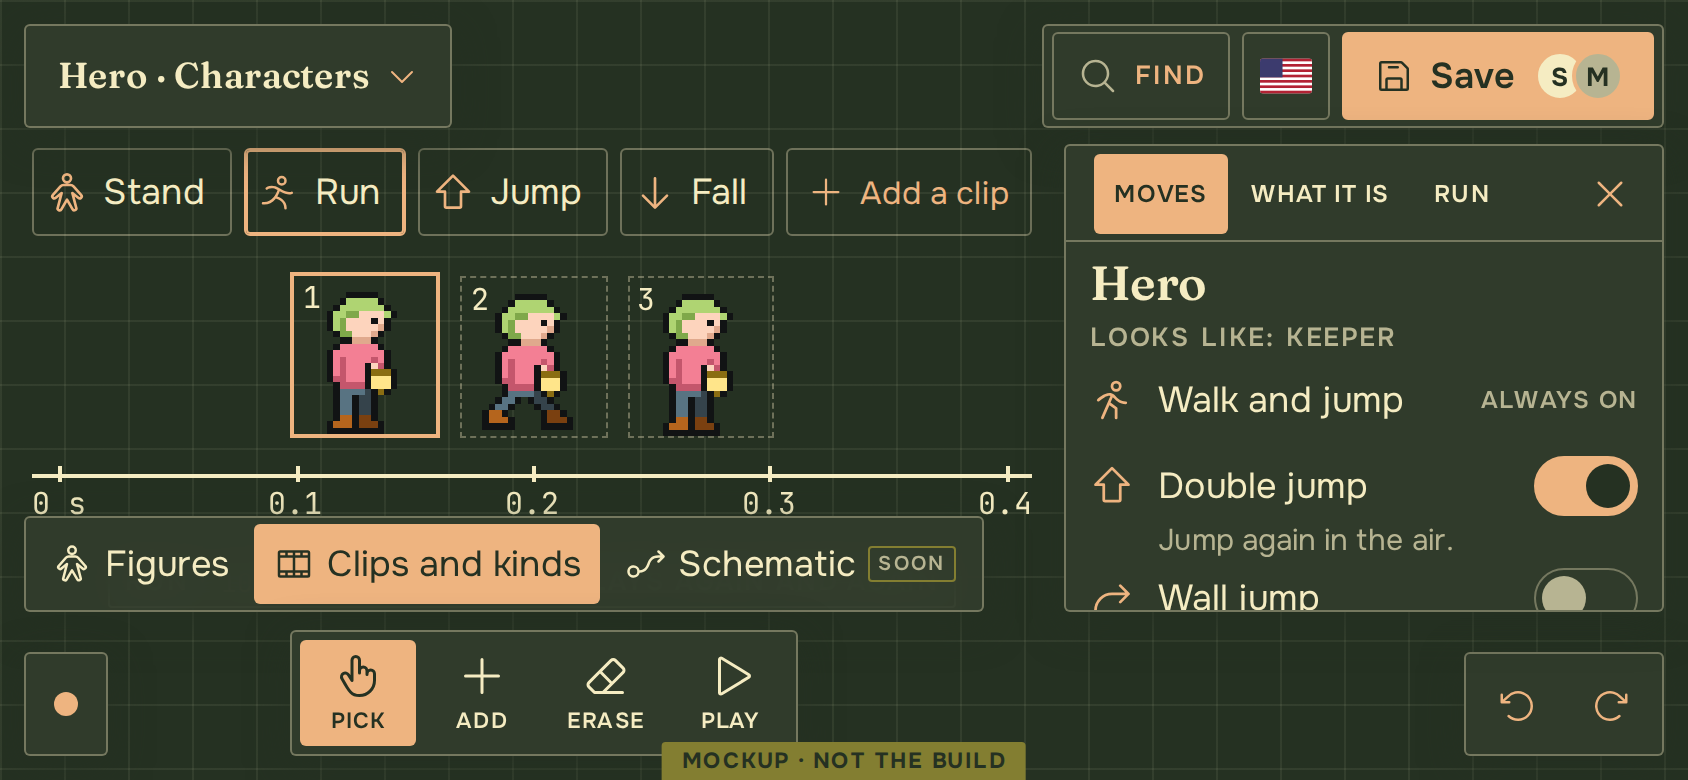 Hero · Characters
FIND
Save
S
M
Stand
Run
Jump
Fall
Add a clip
MOVES
WHAT IT IS
RUN
1
2
3
Hero
LOOKS LIKE: KEEPER
Walk and jump
ALWAYS ON
Double jump
Jump again in the air.
Wall jump
0 s
0.1
0.2
0.3
0.4
Figures
Clips and kinds
Schematic
SOON
PICK
ADD
ERASE
PLAY
MOCKUP · NOT THE BUILD